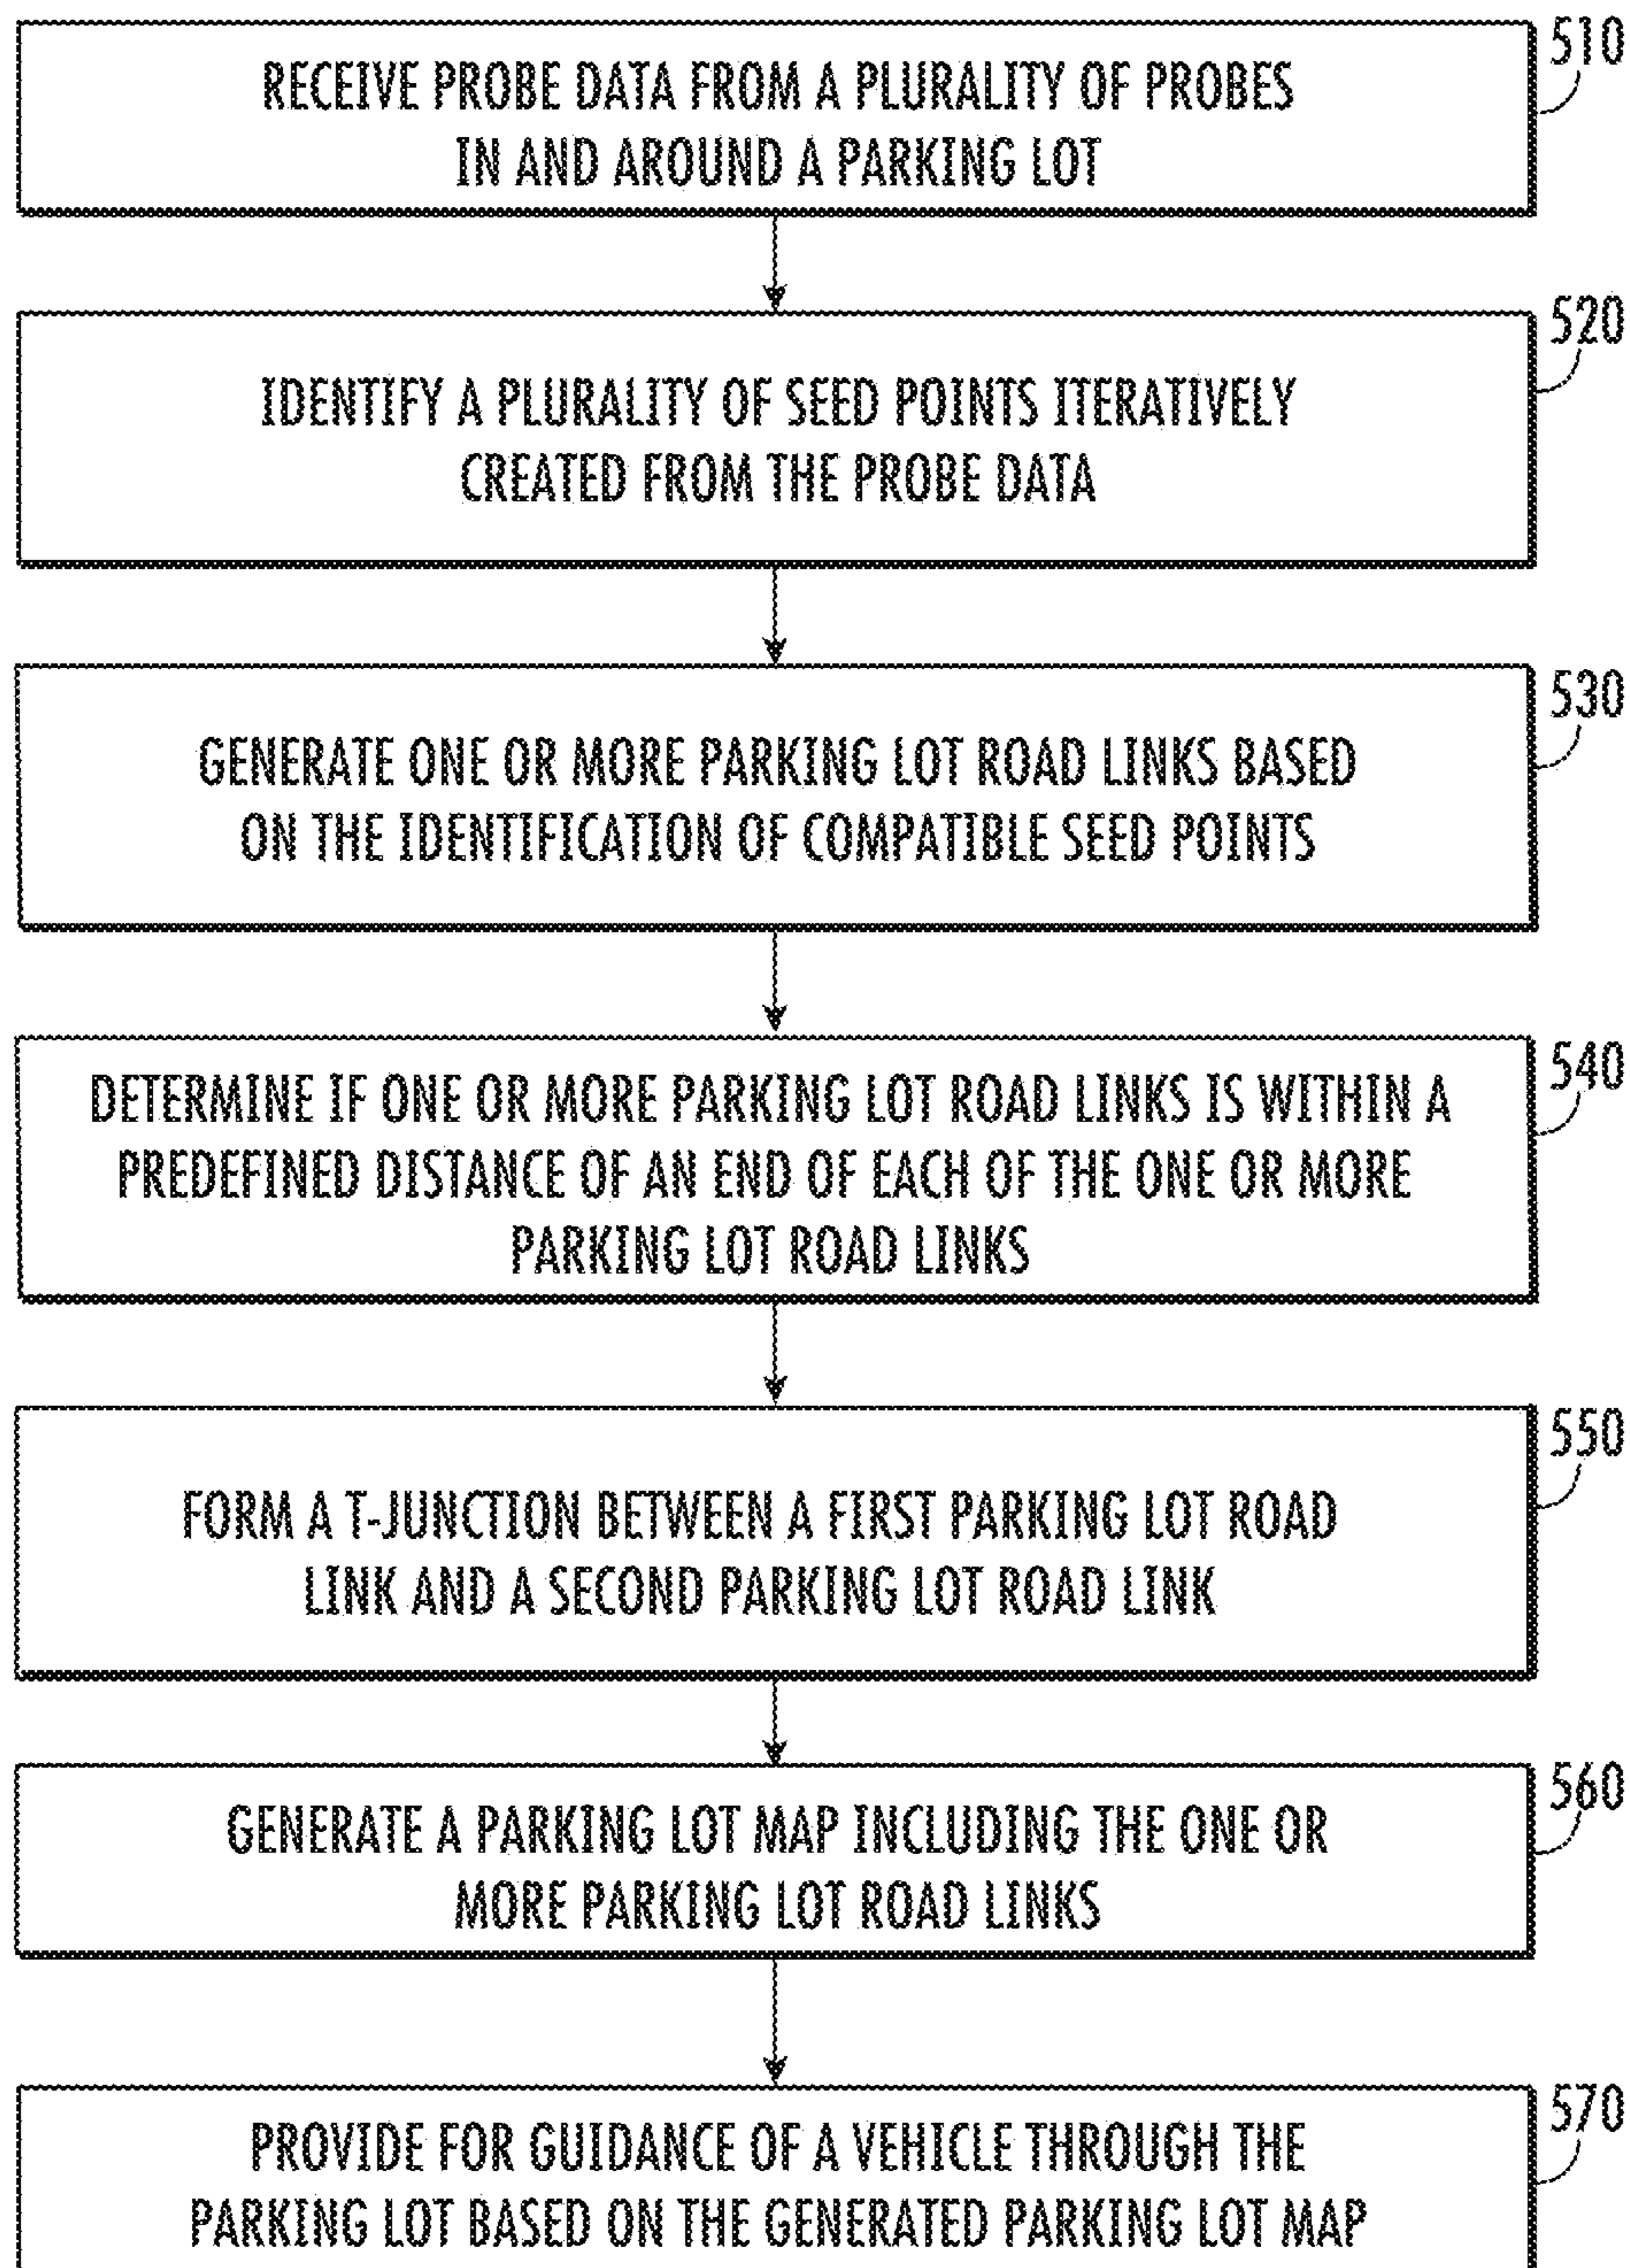 510
RECEIVE PROBE DATA FROM A PLURALITY OF PROBES
IN AND AROUND A PARKING LOT
520
IDENTIFY A PLURALITY OF SEED POINTS ITERATIVELY
CREATED FROM THE PROBE DATA
530
GENERATE ONE OR MORE PARKING LOT ROAD LINKS BASED
ON THE IDENTIFICATION OF COMPATIBLE SEED POINTS
540
DETERMINE IF ONE OR MORE PARKING LOT ROAD LINKS IS WITHIN A
PREDEFINED DISTANCE OF AN END OF EACH OF THE ONE OR MORE
PARKING LOT ROAD LINKS
550
FORM A T-JUNCTION BETWEEN A FIRST PARKING LOT ROAD
LINK AND A SECOND PARKING LOT ROAD LINK
560
GENERATE A PARKING LOT MAP INCLUDING THE ONE OR
MORE PARKING LOT ROAD LINKS
570
PROVIDE FOR GUIDANCE OF A VEHICLE THROUGH THE
PARKING LOT BASED ON THE GENERATED PARKING LOT MAP